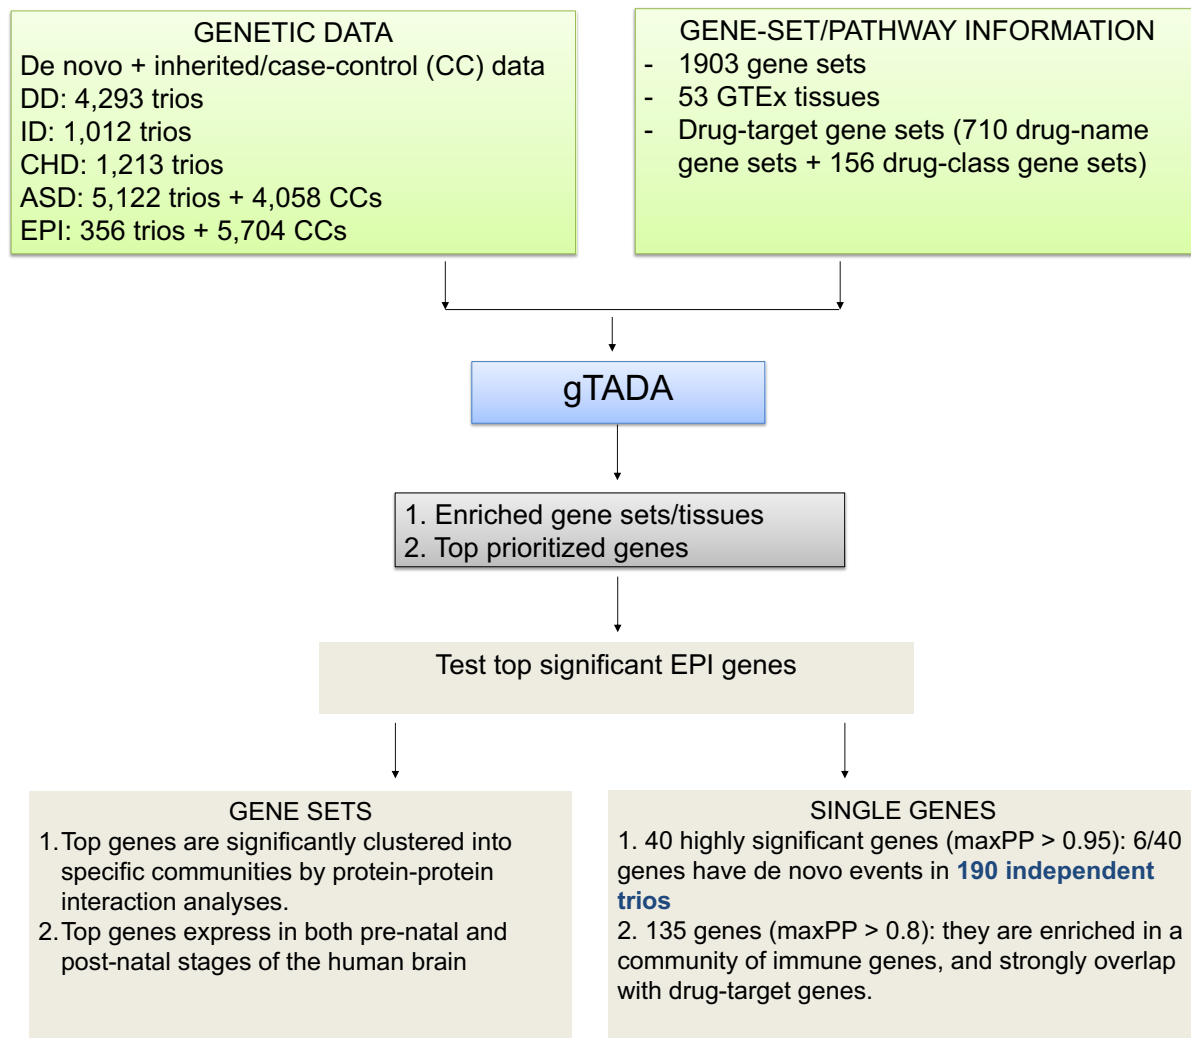 GENETIC DATA
De novo + inherited/case-control (CC) data
DD: 4,293 trios
ID: 1,012 trios
CHD: 1,213 trios
ASD: 5,122 trios + 4,058 CCs
EPI: 356 trios + 5,704 CCs
GENE-SET/PATHWAY INFORMATION
- 1903 gene sets
- 53 GTEx tissues
- Drug-target gene sets (710 drug-name
gene sets + 156 drug-class gene sets)
gTADA
1. Enriched gene sets/tissues
2. Top prioritized genes
Test top significant EPI genes
GENE SETS
1. Top genes are significantly clustered into
specific communities by protein-protein
interaction analyses.
2. Top genes express in both pre-natal and
post-natal stages of the human brain
SINGLE GENES
1. 40 highly significant genes (maxPP > 0.95): 6/40
genes have de novo events in 190 independent
trios
2. 135 genes (maxPP > 0.8): they are enriched in a
community of immune genes, and strongly overlap
with drug-target genes.